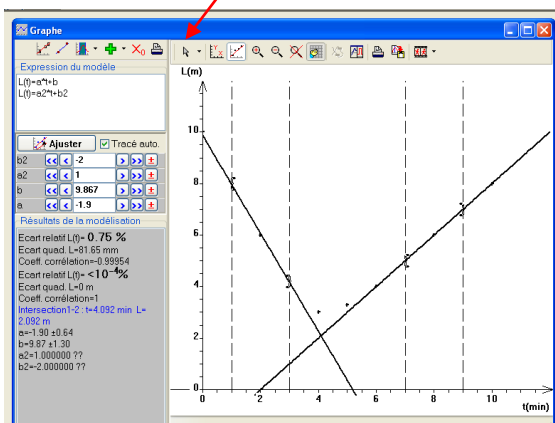 Graphe
Expression du modèle
L(t)=a*t+b
L(t)=a2*t+b2
Ajuster
Tracé auto.
b2 << < -2 > >> ±
a2 << < 1 > >> ±
b << < 9.867 > >> ±
a << < -1.9 > >> ±
Résultats de la modélisation
Ecart relatif L(t)= 0.75 %
Ecart quad. L=81.65 mm
Coeff. corrélation=-0.99954
Ecart relatif L(t)= <10⁻⁴%
Ecart quad. L=0 m
Coeff. corrélation=1
Intersection1-2 : t=4.092 min L=
2.092 m
a=-1.90 ±0.64
b=9.87 ±1.30
a2=1.000000 ??
b2=-2.000000 ??
L(m)
10
8
6
4
2
0
0 2 4 6 8 10
t(min)